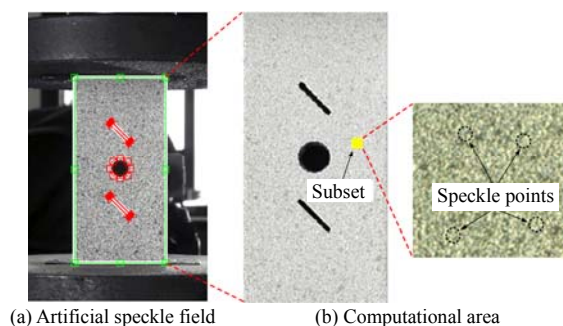 Subset
Speckle points
(a) Artificial speckle field
(b) Computational area